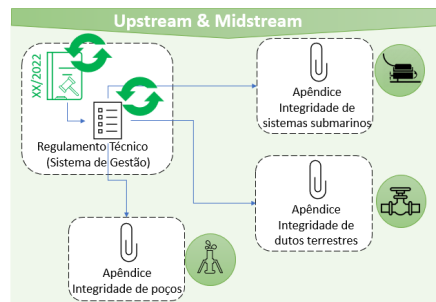 Upstream & Midstream
XX/2022
Regulamento Técnico
(Sistema de Gestão)
Apêndice
Integridade de
sistemas submarinos
Apêndice
Integridade de
dutos terrestres
Apêndice
Integridade de poços